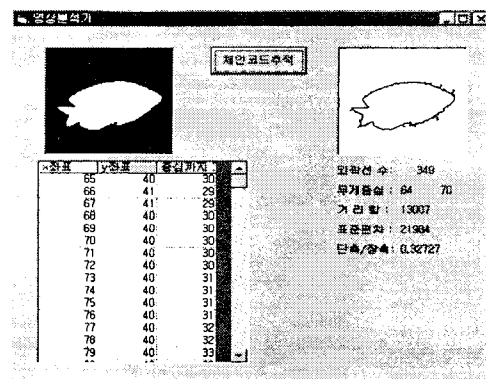 영상분석기
체인코드추적
x좌표 y좌표 중심까지
65 40 30
66 41 29
67 41 29
68 40 30
69 40 30
70 40 30
71 40 30
72 40 30
73 40 31
74 40 31
75 40 31
76 40 31
77 40 32
78 40 32
79 40 33
외곽선 수: 349
무게중심: 64 70
거리합: 13007
표준편차: 21984
단축/장축: 0.32727